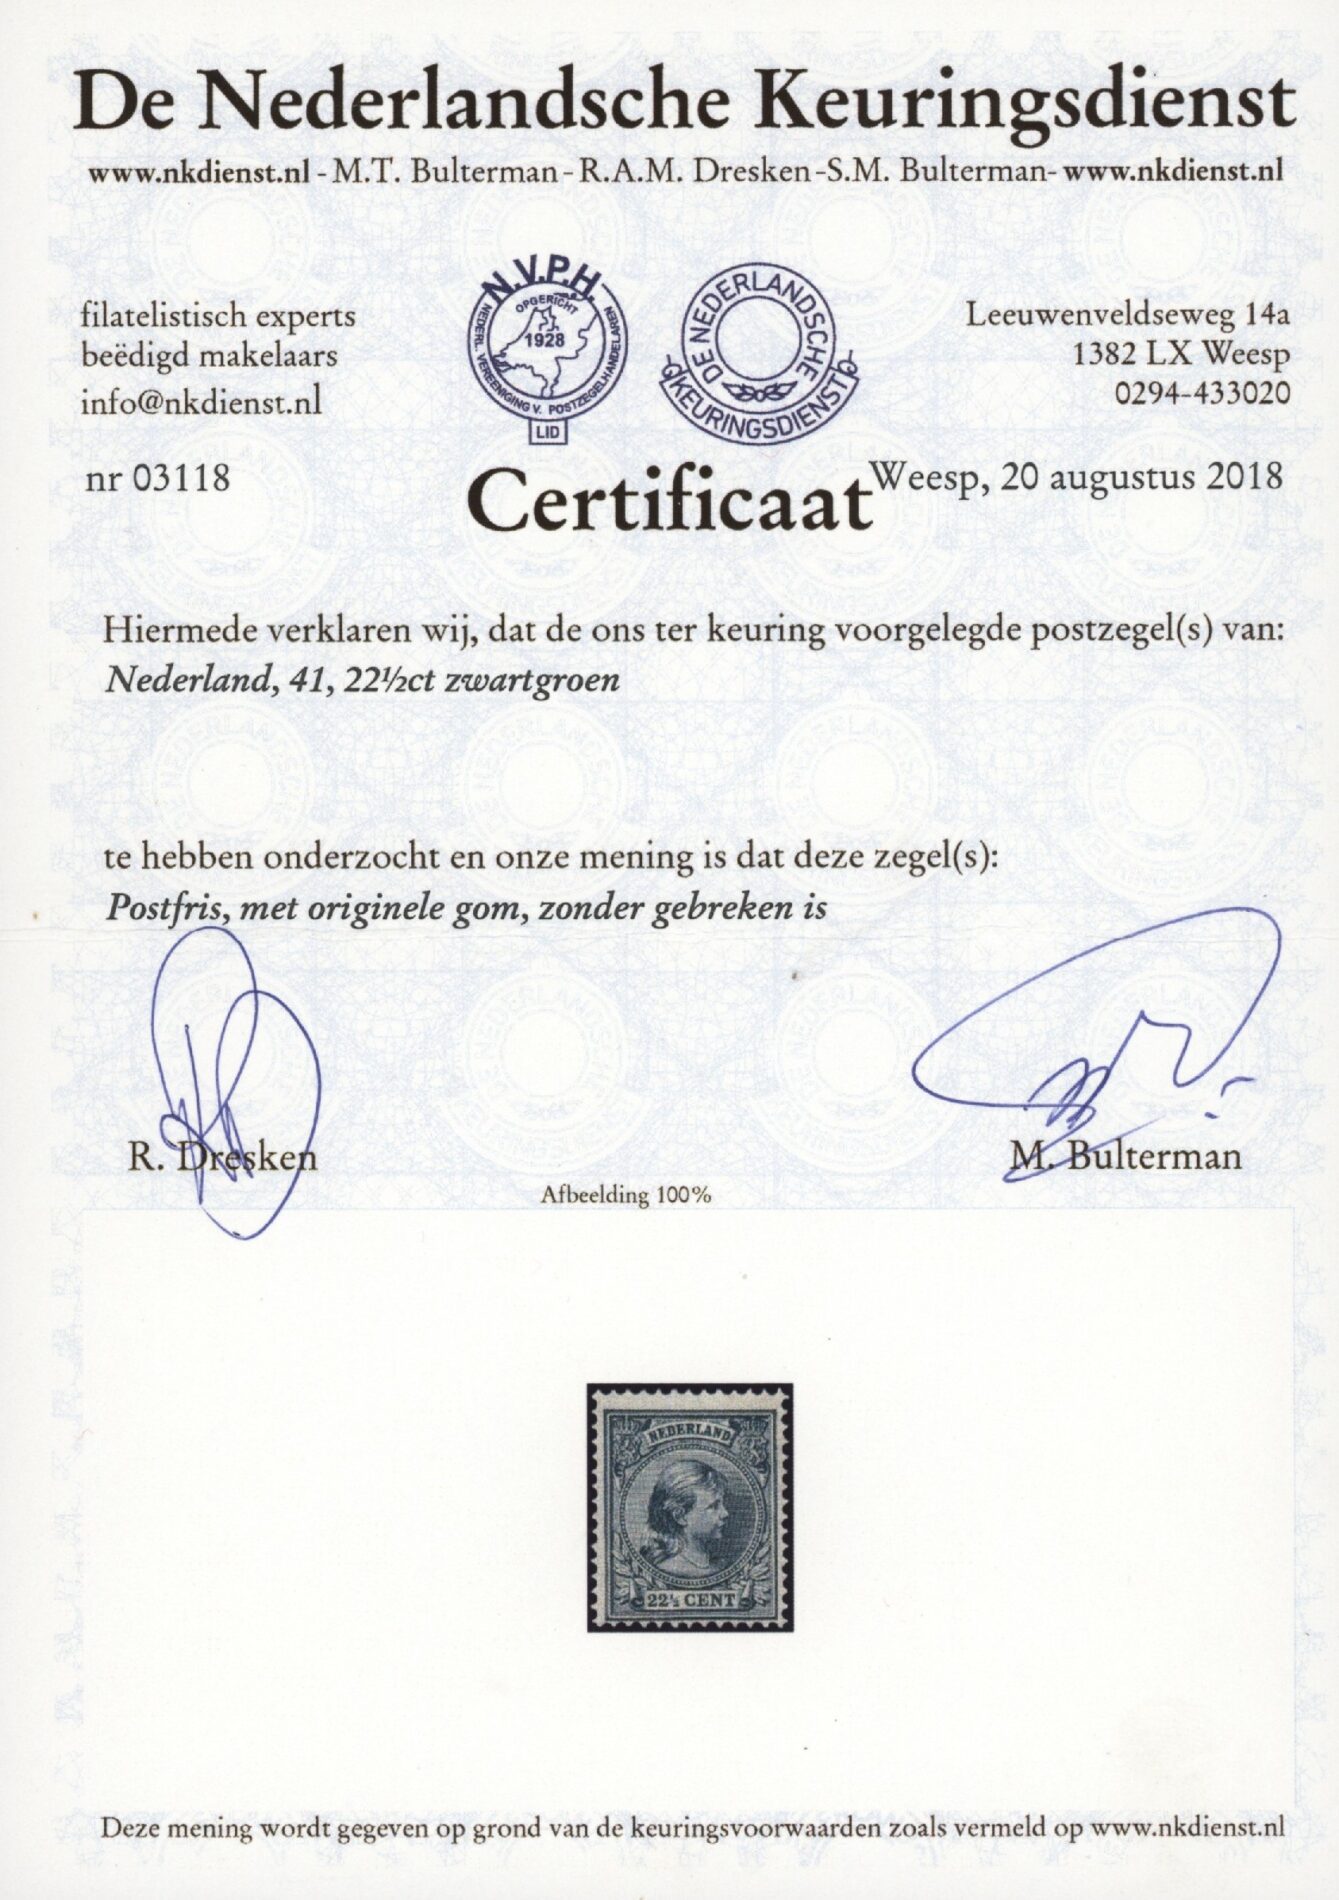 De Nederlandsche Keuringsdienst
www.nkdienst.nl - M.T. Bulterman - R.A.M. Dresken - S.M. Bulterman - www.nkdienst.nl
filatelistisch experts
beëdigd makelaars
info@nkdienst.nl
N.V.P.H.
OPGERICHT
1928
NEDERL. VEREENIGING V. POSTZEGELHANDELAREN
LID
DE NEDERLANDSCHE
KEURINGSDIENST
Leeuwenveldseweg 14a
1382 LX Weesp
0294-433020
nr 03118
Certificaat
Weesp, 20 augustus 2018
Hiermede verklaren wij, dat de ons ter keuring voorgelegde postzegel(s) van:
Nederland, 41, 22½ct zwartgroen
te hebben onderzocht en onze mening is dat deze zegel(s):
Postfris, met originele gom, zonder gebreken is
R. Dresken
M. Bulterman
Afbeelding 100%
NEDERLAND
22½ CENT
Deze mening wordt gegeven op grond van de keuringsvoorwaarden zoals vermeld op www.nkdienst.nl